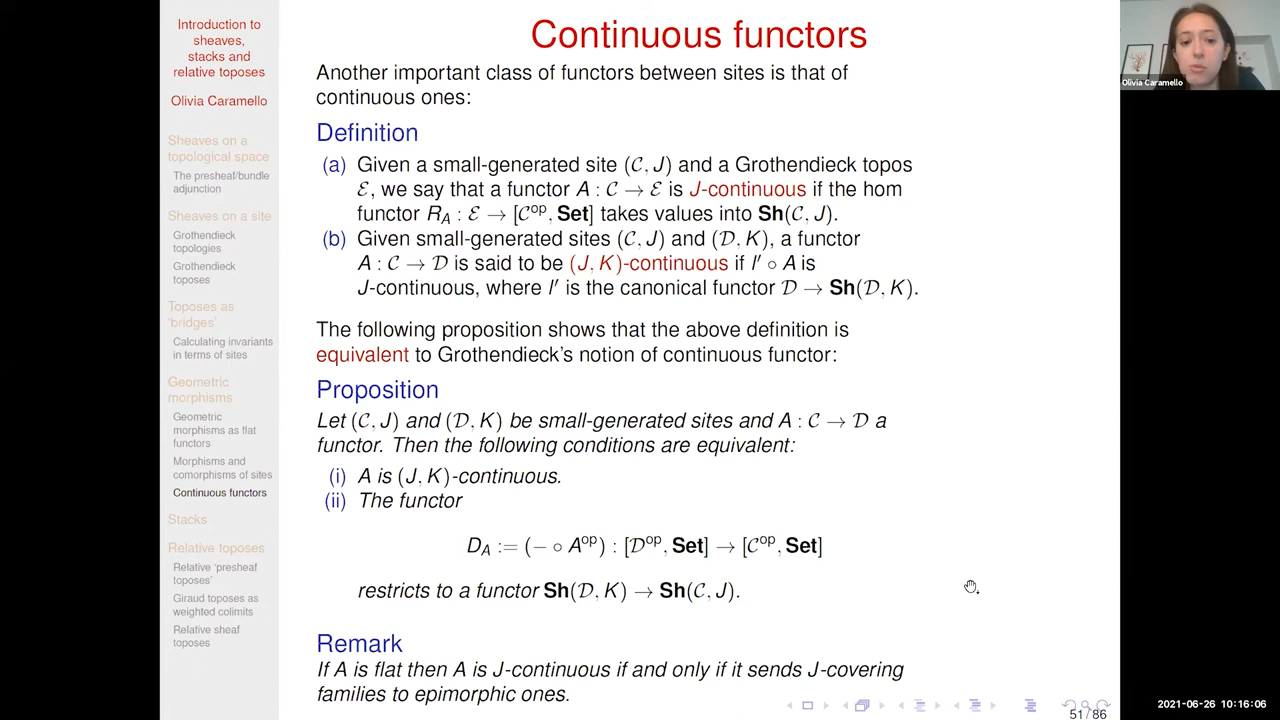 Introduction to
sheaves,
stacks and
relative toposes
Olivia Caramello
Sheaves on a
topological space
The presheaf/bundle
adjunction
Sheaves on a site
Grothendieck
topologies
Grothendieck
toposes
Toposes as
‘bridges’
Calculating invariants
in terms of sites
Geometric
morphisms
Geometric
morphisms as flat
functors
Morphisms and
comorphisms of sites
Continuous functors
Stacks
Relative toposes
Relative ‘presheaf
toposes’
Giraud toposes as
weighted colimits
Relative sheaf
toposes
Continuous functors
Another important class of functors between sites is that of
continuous ones:
Definition
(a) Given a small-generated site (𝒞, J) and a Grothendieck topos
ℰ, we say that a functor A : 𝒞 → ℰ is J-continuous if the hom
functor R_A : ℰ → [𝒞^op, Set] takes values into Sh(𝒞, J).
(b) Given small-generated sites (𝒞, J) and (𝒟, K), a functor
A : 𝒞 → 𝒟 is said to be (J, K)-continuous if l′ ∘ A is
J-continuous, where l′ is the canonical functor 𝒟 → Sh(𝒟, K).
The following proposition shows that the above definition is
equivalent to Grothendieck's notion of continuous functor:
Proposition
Let (𝒞, J) and (𝒟, K) be small-generated sites and A : 𝒞 → 𝒟 a
functor. Then the following conditions are equivalent:
(i) A is (J, K)-continuous.
(ii) The functor
D_A := (− ∘ A^op) : [𝒟^op, Set] → [𝒞^op, Set]
restricts to a functor Sh(𝒟, K) → Sh(𝒞, J).
Remark
If A is flat then A is J-continuous if and only if it sends J-covering
families to epimorphic ones.
51 / 86
Olivia Caramello
2021-06-26 10:16:06